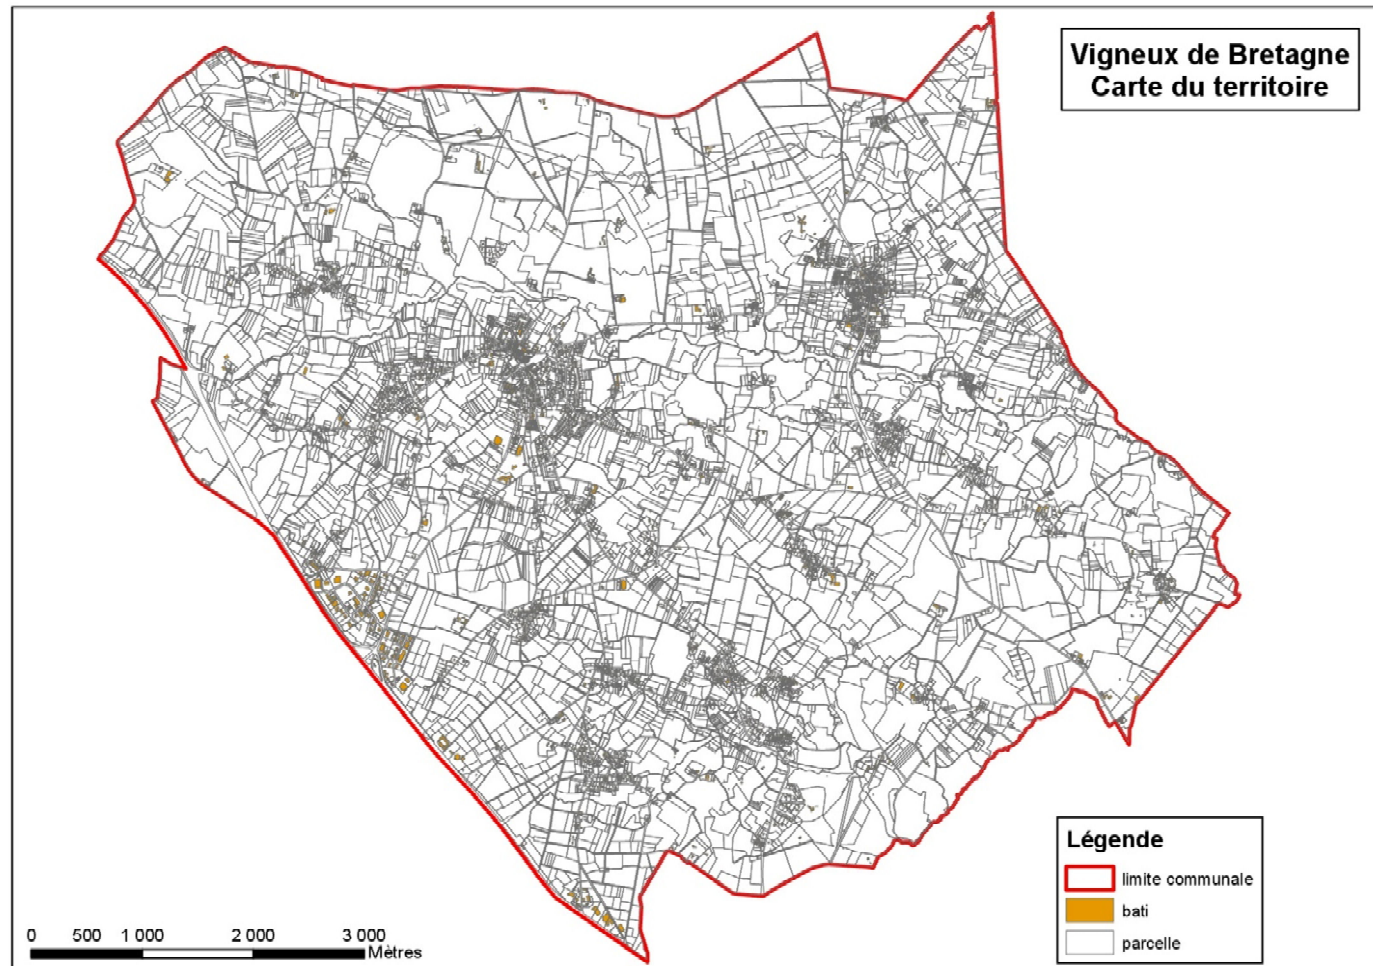 Vigneux de Bretagne
Carte du territoire
Légende
limite communale
bati
parcelle
0 500 1 000 2 000 3 000
Mètres